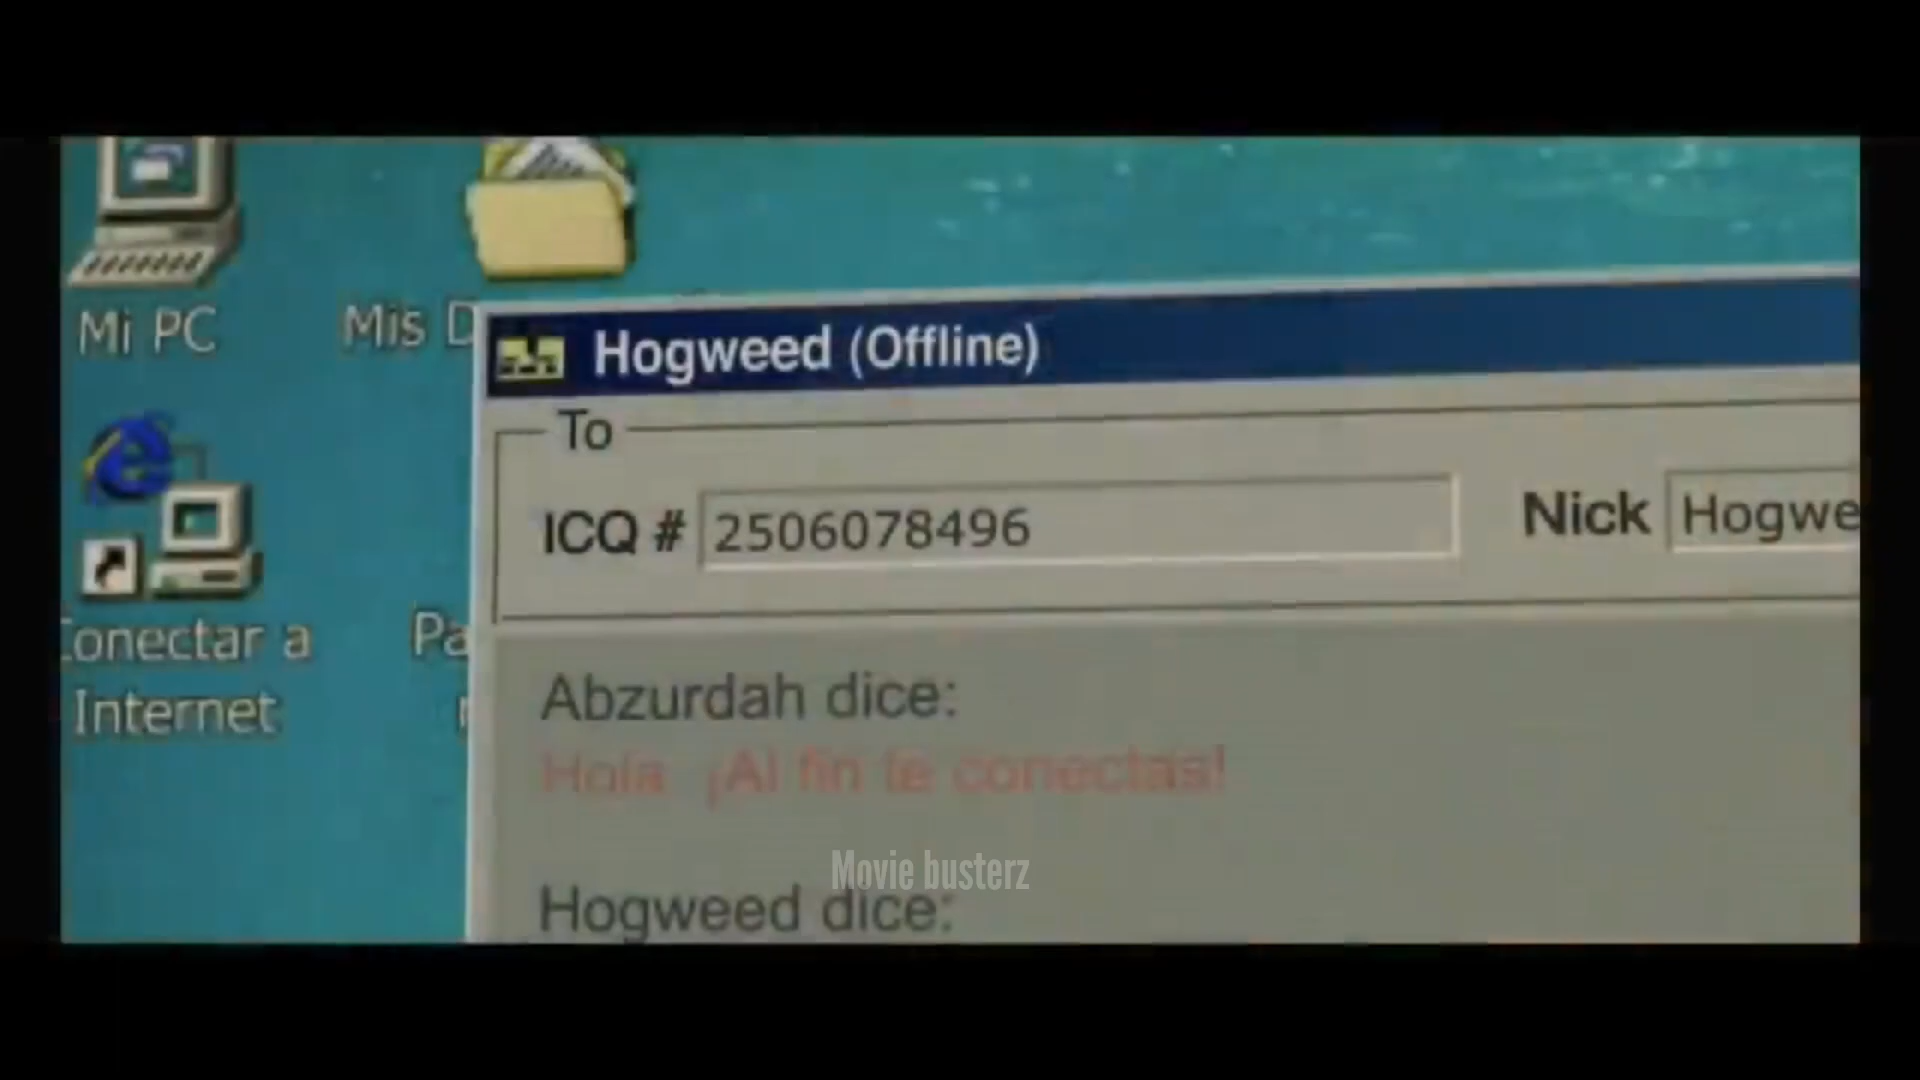 Mi PC
Mis D
Hogweed (Offline)
To
ICQ # 2506078496
Nick Hogwe
Conectar a
Internet
Pa
Abzurdah dice:
Hola ¡Al fin te conectas!
Movie busterz
Hogweed dice: